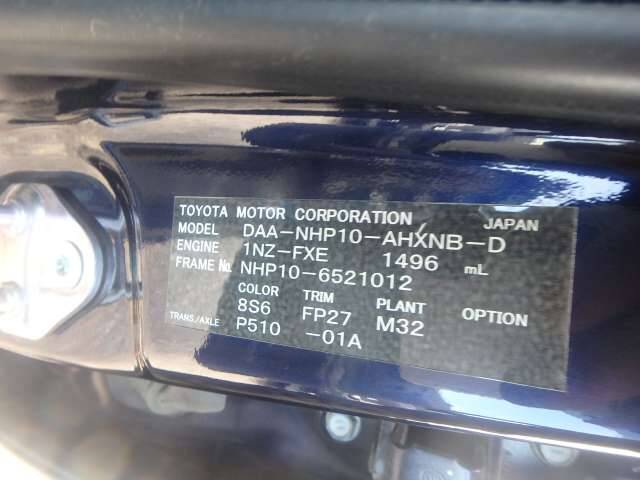 TOYOTA MOTOR CORPORATION JAPAN
MODEL DAA-NHP10-AHXNB-D
ENGINE 1NZ-FXE 1496 mL
FRAME No. NHP10-6521012
COLOR TRIM PLANT OPTION
8S6 FP27 M32
TRANS./AXLE P510 -01A